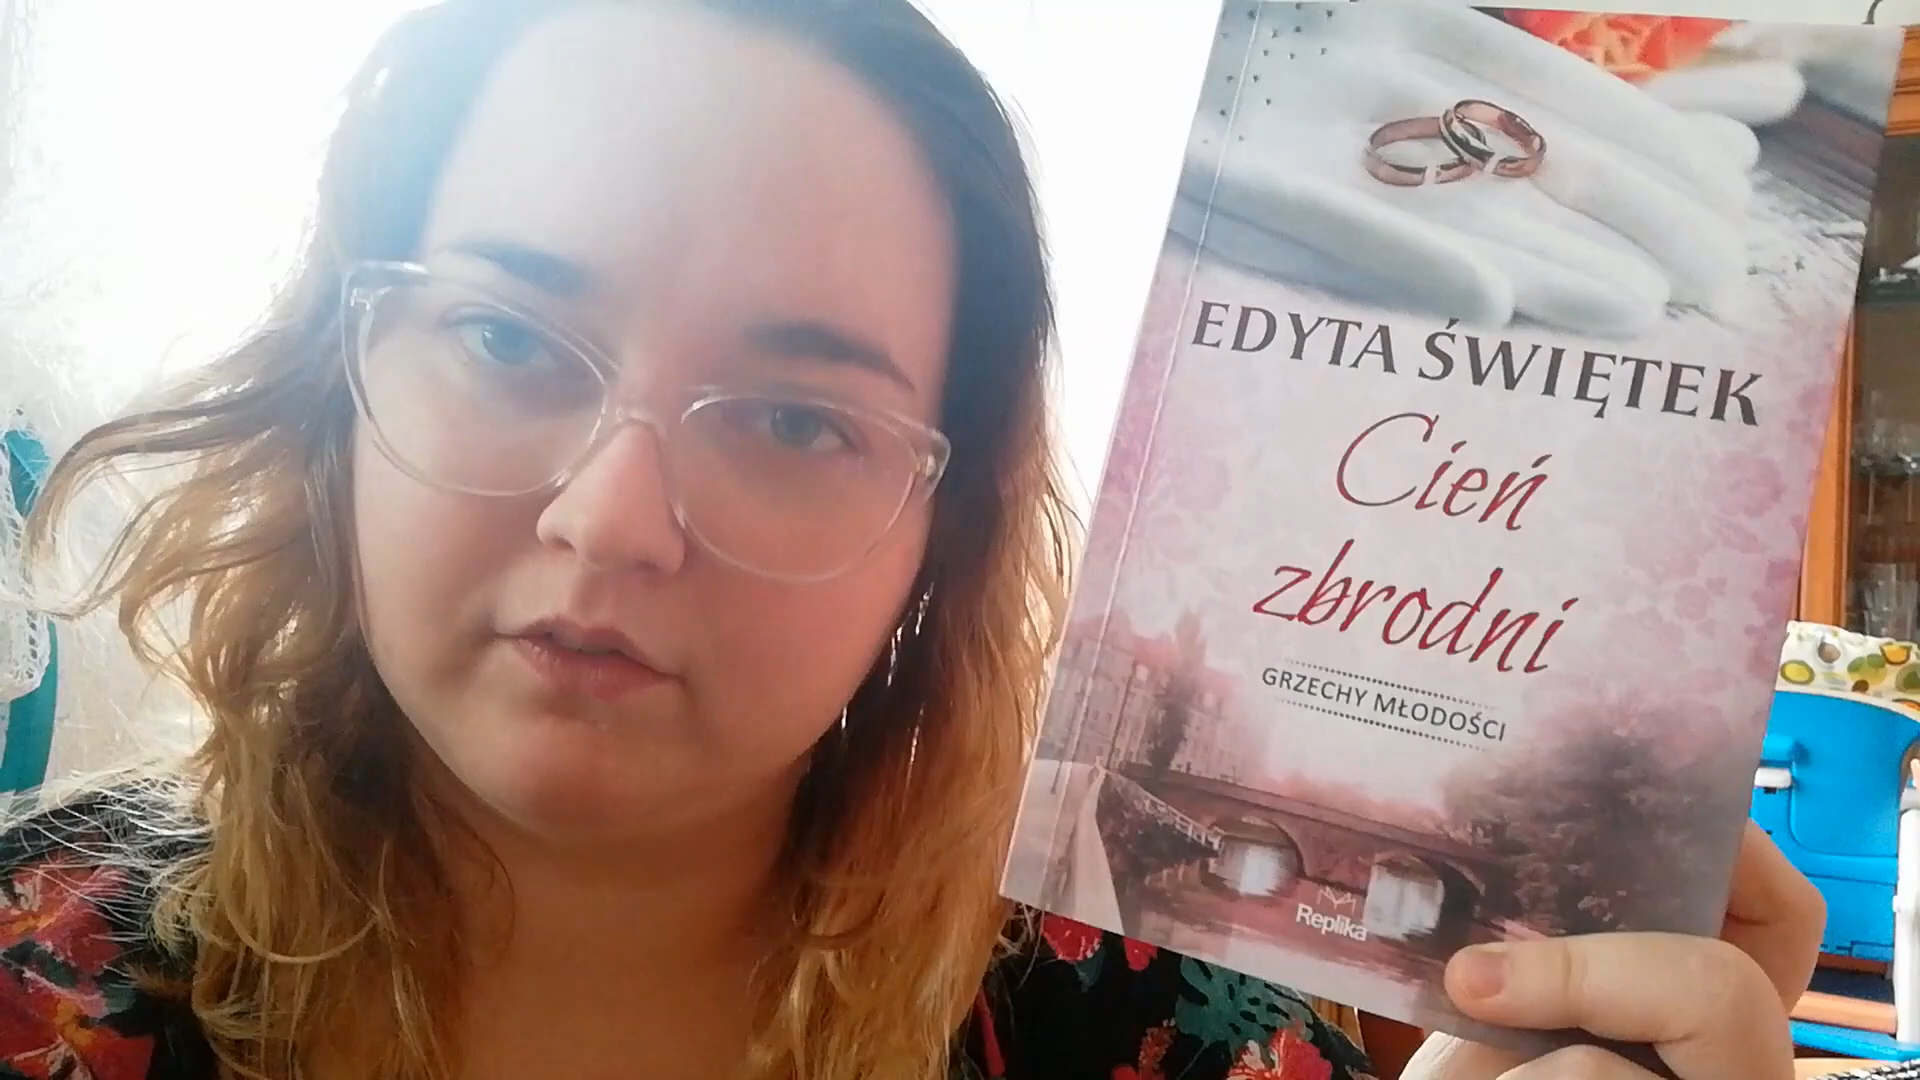 EDYTA ŚWIĘTEK
Cień
zbrodni
GRZECHY MŁODOŚCI
Replika